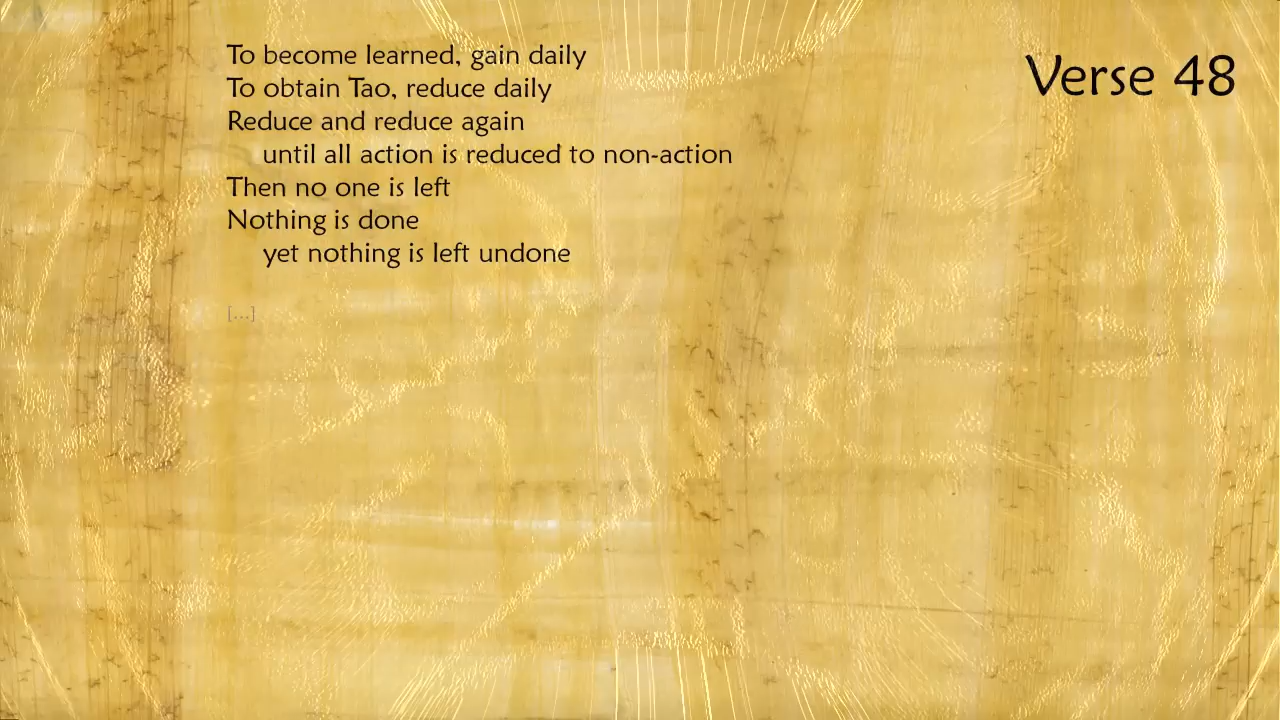 Verse 48
To become learned, gain daily
To obtain Tao, reduce daily
Reduce and reduce again
until all action is reduced to non-action
Then no one is left
Nothing is done
yet nothing is left undone
[...]